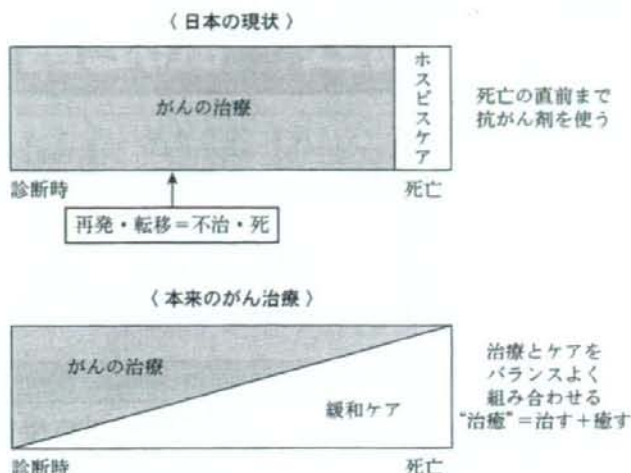 〈 日本の現状 〉
がんの治療
ホスピスケア
死亡の直前まで
抗がん剤を使う
診断時
死亡
再発・転移＝不治・死
〈 本来のがん治療 〉
がんの治療
緩和ケア
治療とケアを
バランスよく
組み合わせる
“治癒”＝治す＋癒す
診断時
死亡